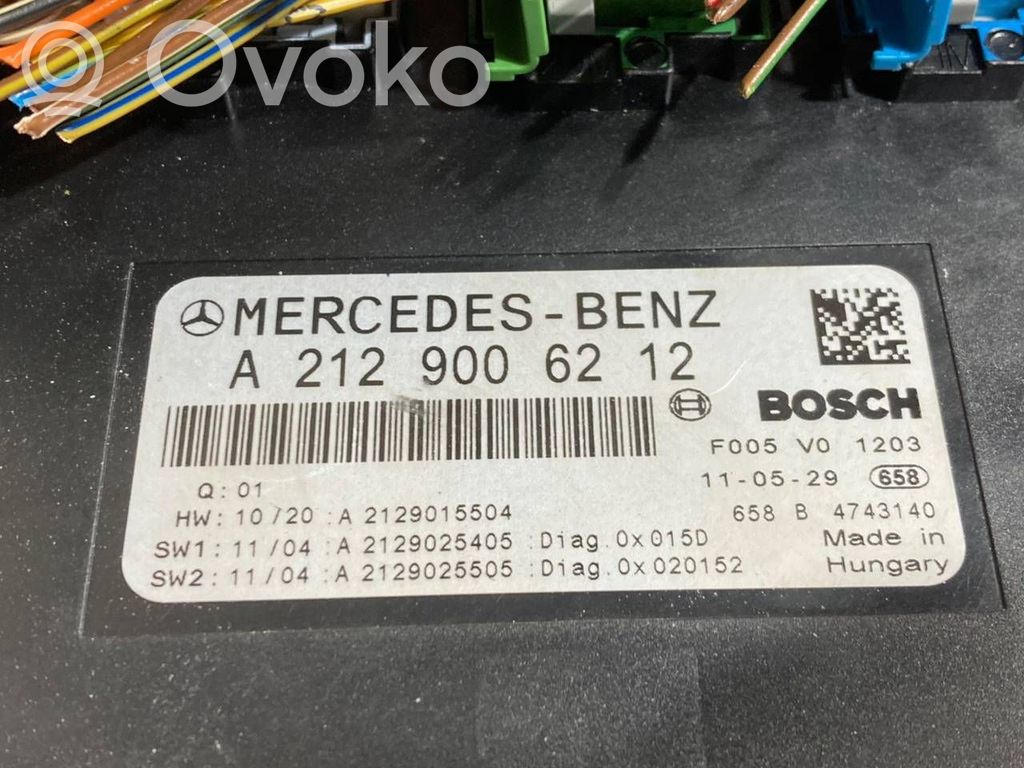 Ovoko
MERCEDES-BENZ
A 212 900 62 12
BOSCH
F005 V0 1203
11-05-29 658
Q: 01
HW: 10/20 :A 2129015504
658 B 4743140
SW1: 11/04 :A 2129025405 :Diag.0x015D
Made in
SW2: 11/04 :A 2129025505 :Diag.0x020152
Hungary